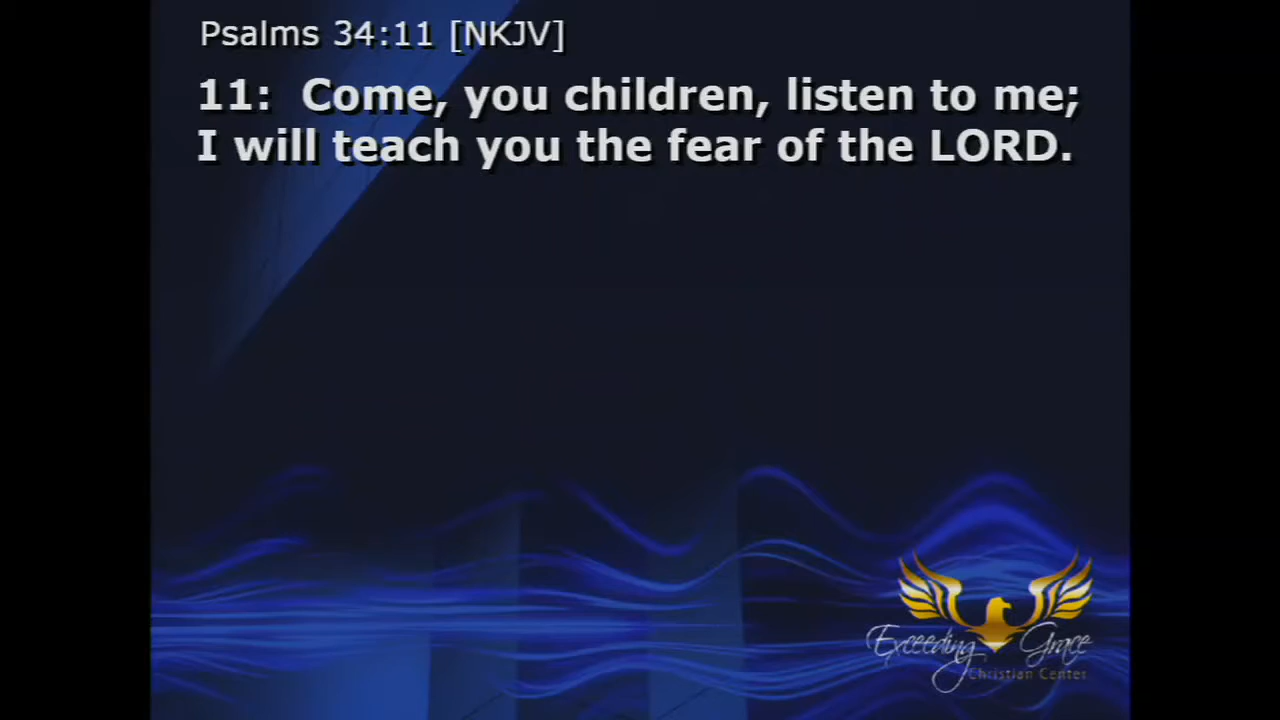 Psalms 34:11 [NKJV]
11: Come, you children, listen to me;
I will teach you the fear of the LORD.
Exceeding Grace
Christian Center